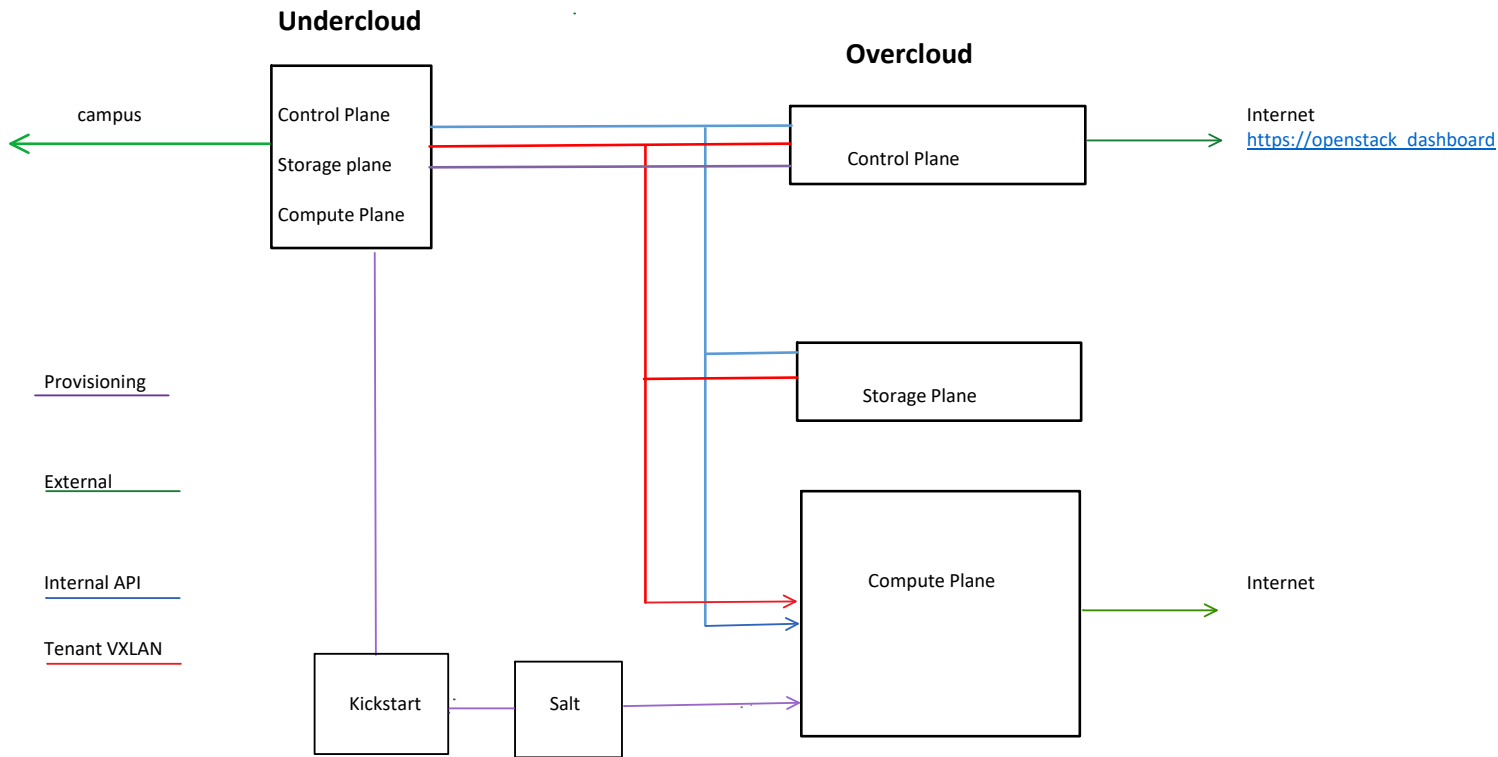 Undercloud
Overcloud
campus
Control Plane
Storage plane
Compute Plane
Control Plane
Internet
https://openstack_dashboard
Provisioning
Storage Plane
External
Internal API
Compute Plane
Internet
Tenant VXLAN
Kickstart
Salt